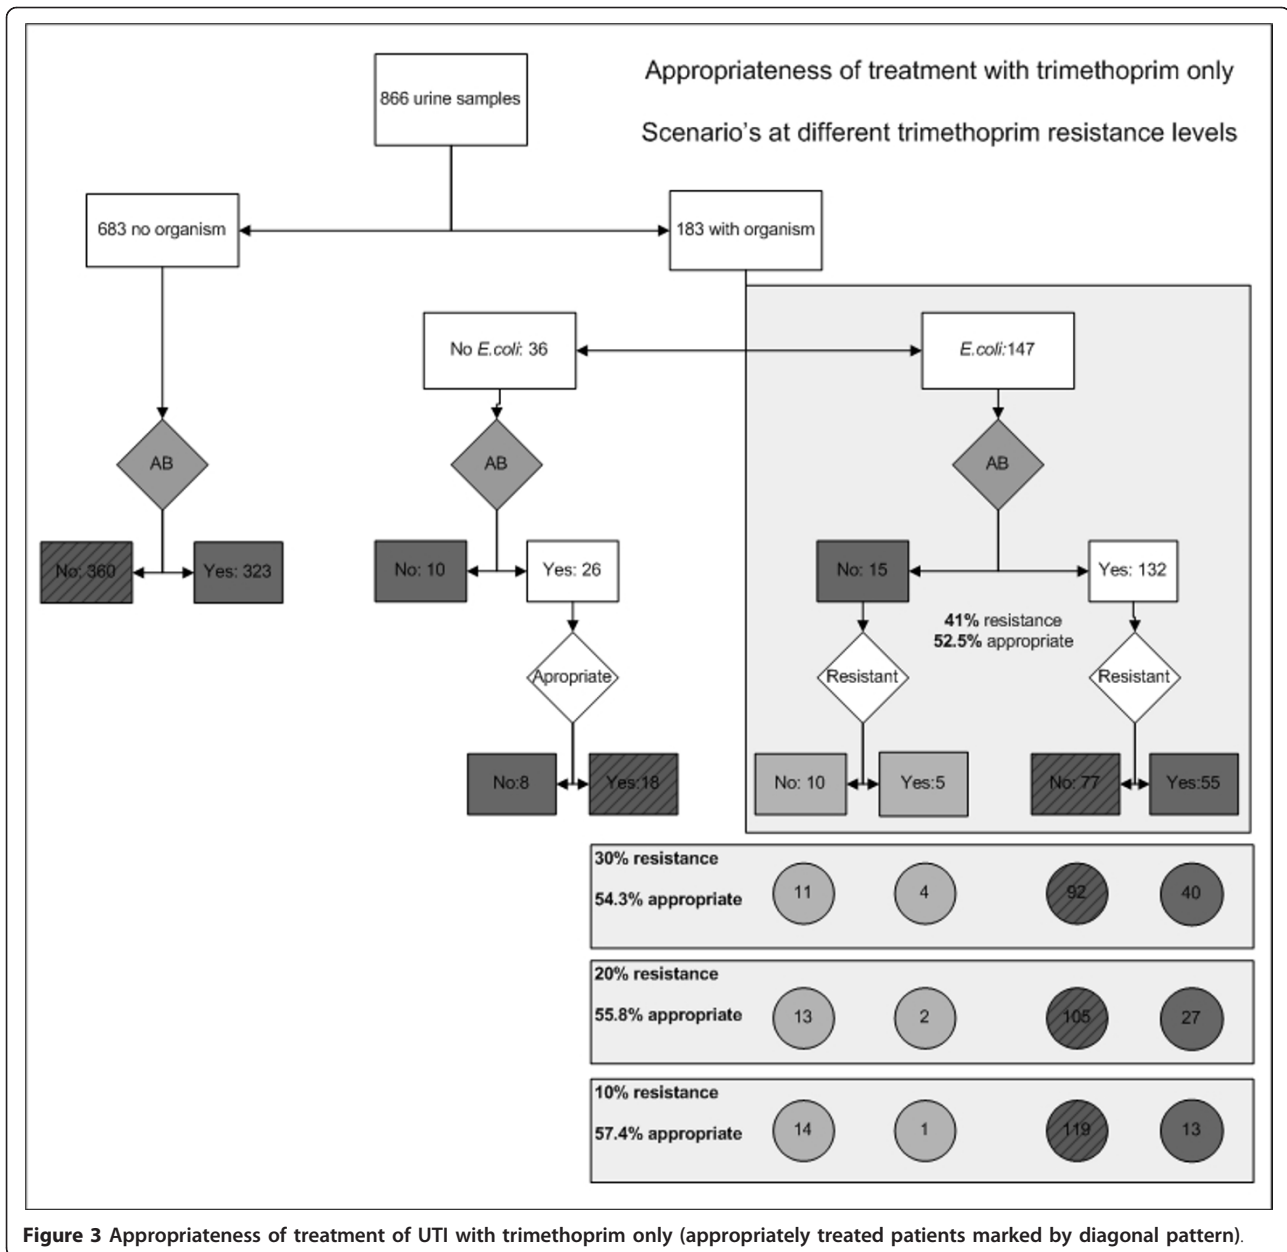 Appropriateness of treatment with trimethoprim only
866 urine samples
Scenario's at different trimethoprim resistance levels
683 no organism
183 with organism
No E.coli: 36
E.coli:147
AB
AB
AB
No: 360
Yes: 323
No: 10
Yes: 26
No: 15
Yes: 132
41% resistance
52.5% appropriate
Apropriate
Resistant
Resistant
No:8
Yes:18
No: 10
Yes:5
No: 77
Yes:55
30% resistance
54.3% appropriate
11
4
92
40
20% resistance
55.8% appropriate
13
2
105
27
10% resistance
57.4% appropriate
14
1
119
13
Figure 3 Appropriateness of treatment of UTI with trimethoprim only (appropriately treated patients marked by diagonal pattern).